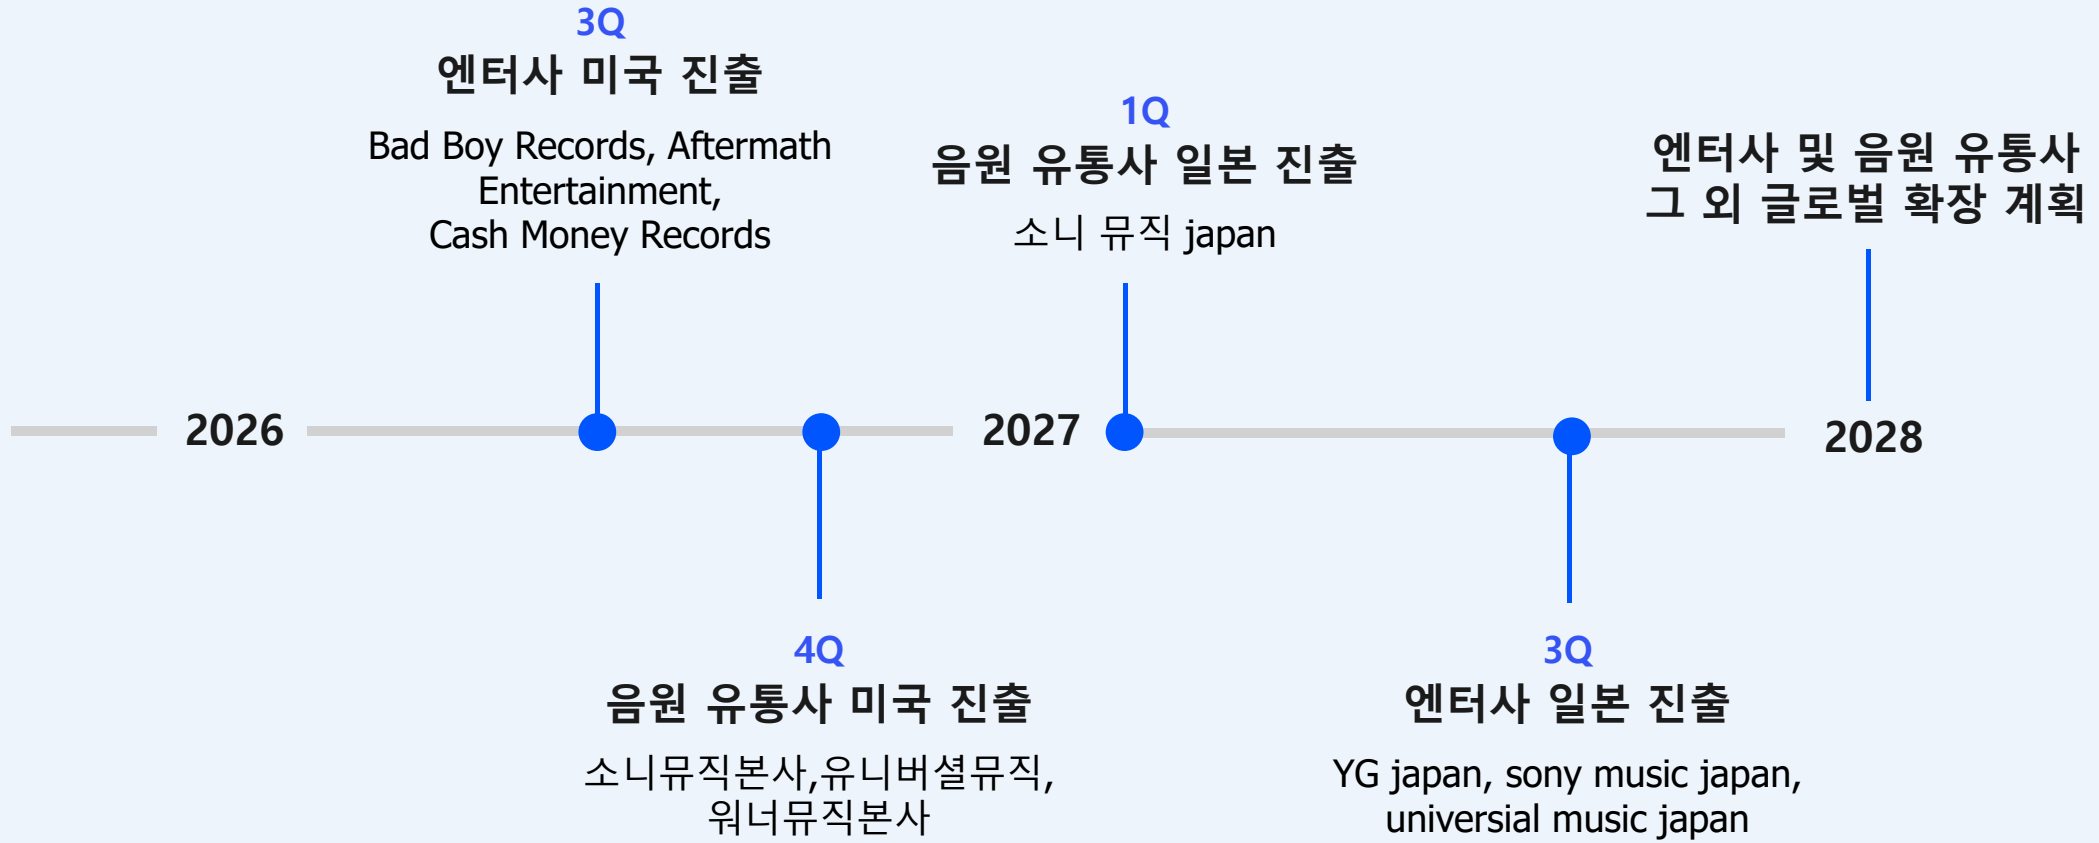 3Q
엔터사 미국 진출
Bad Boy Records, Aftermath
Entertainment,
Cash Money Records
1Q
음원 유통사 일본 진출
소니 뮤직 japan
엔터사 및 음원 유통사
그 외 글로벌 확장 계획
2026
2027
2028
4Q
음원 유통사 미국 진출
소니뮤직본사,유니버셜뮤직,
워너뮤직본사
3Q
엔터사 일본 진출
YG japan, sony music japan,
universial music japan